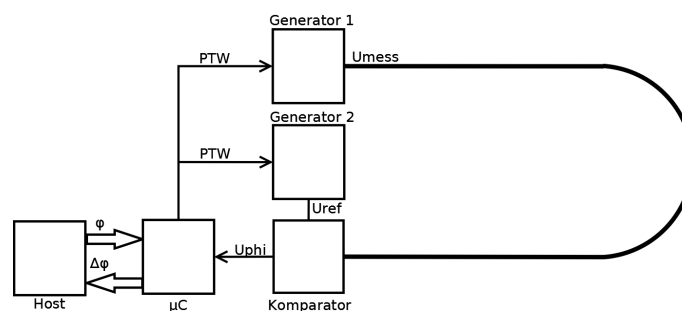 Generator 1
PTW
Umess
Generator 2
PTW
Uref
φ
Uphi
Δφ
Host
µC
Komparator